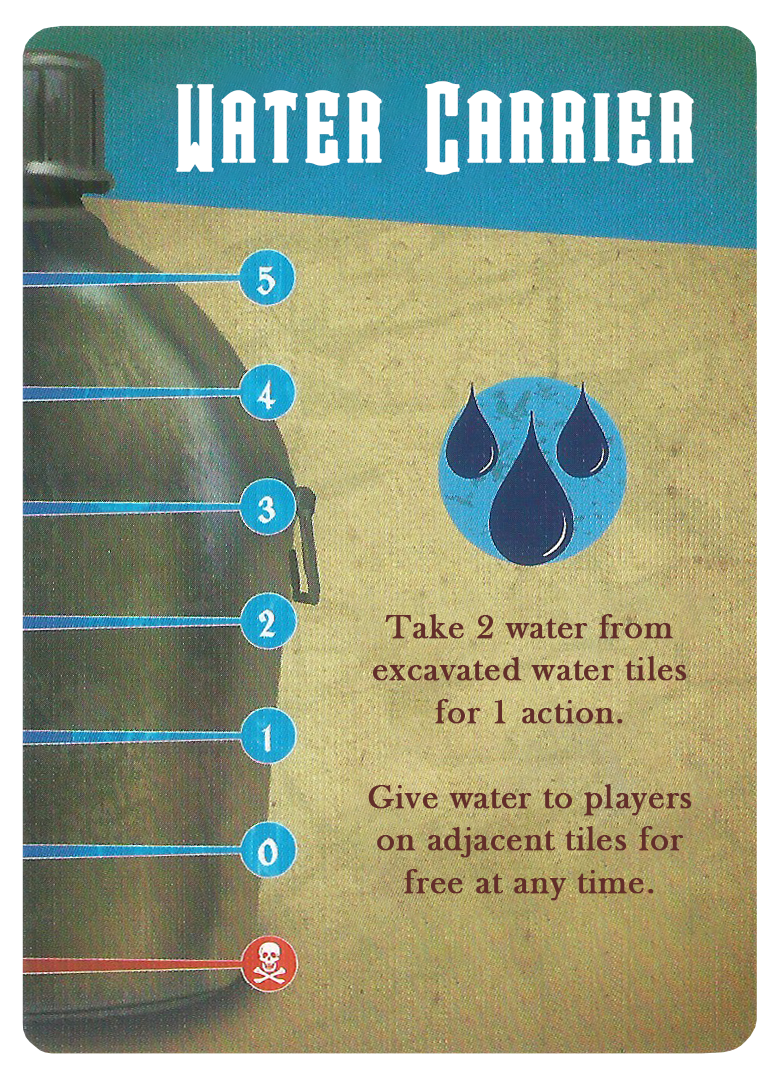 Water Carrier
5
4
3
2
1
0
Take 2 water from
excavated water tiles
for 1 action.
Give water to players
on adjacent tiles for
free at any time.